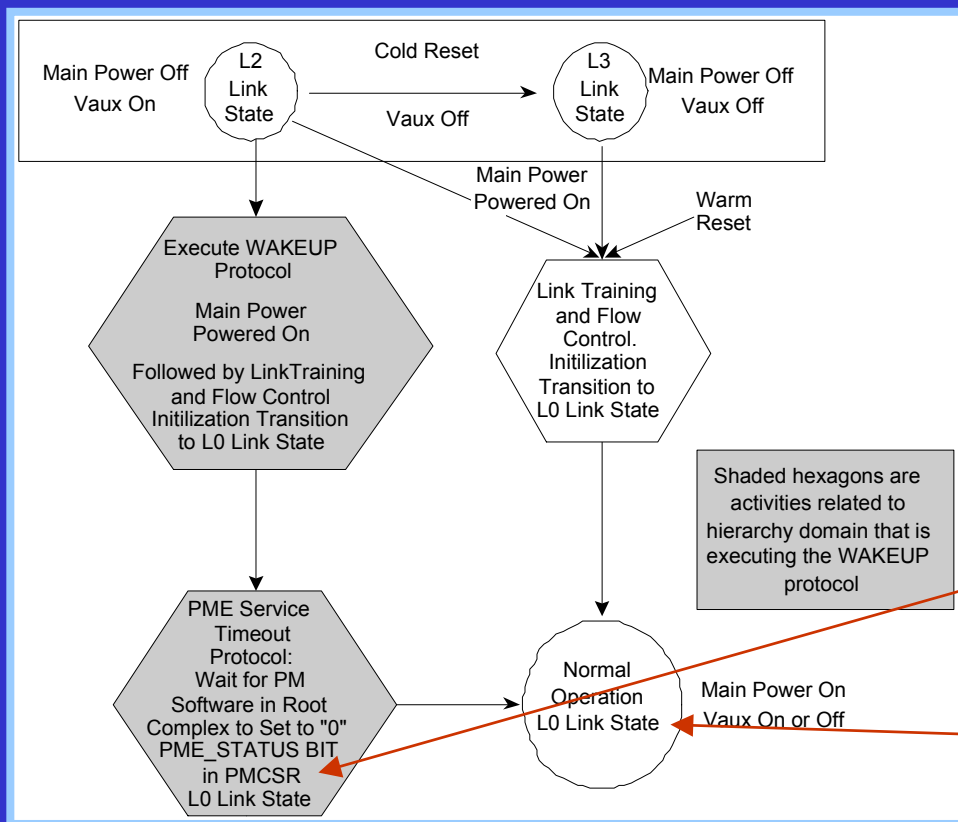 Main Power Off
Vaux On
L2
Link
State
Cold Reset
Vaux Off
L3
Link
State
Main Power Off
Vaux Off
Main Power
Powered On
Warm
Reset
Execute WAKEUP
Protocol
Main Power
Powered On
Followed by LinkTraining
and Flow Control
Initilization Transition
to L0 Link State
Link Training
and Flow
Control.
Initilization
Transition to
L0 Link State
Shaded hexagons are
activities related to
hierarchy domain that is
executing the WAKEUP
protocol
PME Service
Timeout
Protocol:
Wait for PM
Software in Root
Complex to Set to "0"
PME_STATUS BIT
in PMCSR
L0 Link State
Normal
Operation
L0 Link State
Main Power On
Vaux On or Off